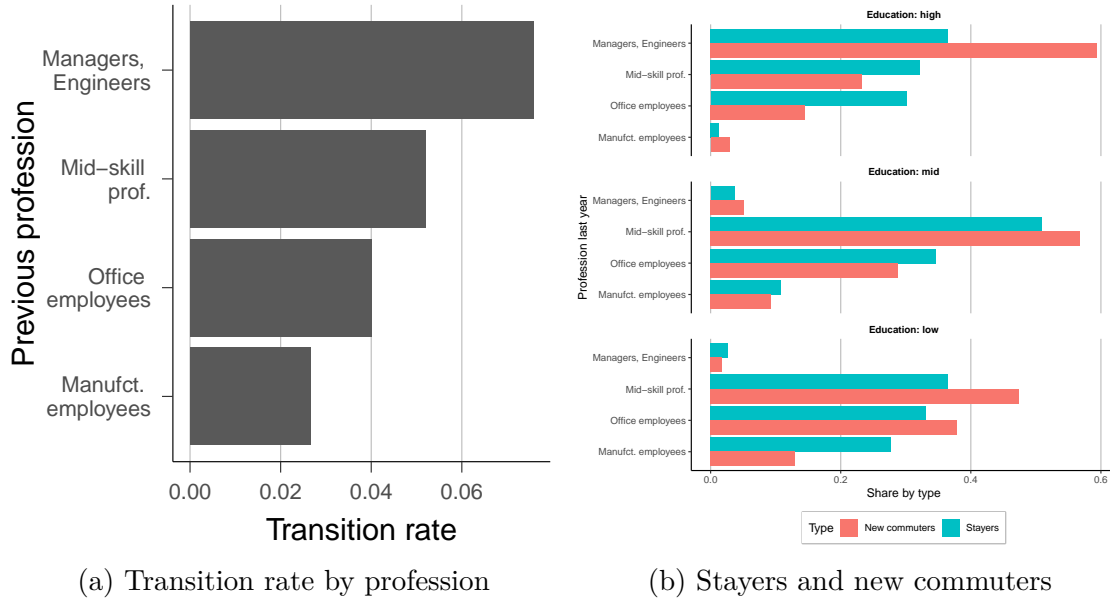 Previous profession
Managers,
Engineers
Mid−skill
prof.
Office
employees
Manufct.
employees
0.00 0.02 0.04 0.06
Transition rate
(a) Transition rate by profession
Profession last year
Education: high
Managers, Engineers
Mid−skill prof.
Office employees
Manufct. employees
Education: mid
Managers, Engineers
Mid−skill prof.
Office employees
Manufct. employees
Education: low
Managers, Engineers
Mid−skill prof.
Office employees
Manufct. employees
0.0 0.2 0.4 0.6
Share by type
Type New commuters Stayers
(b) Stayers and new commuters